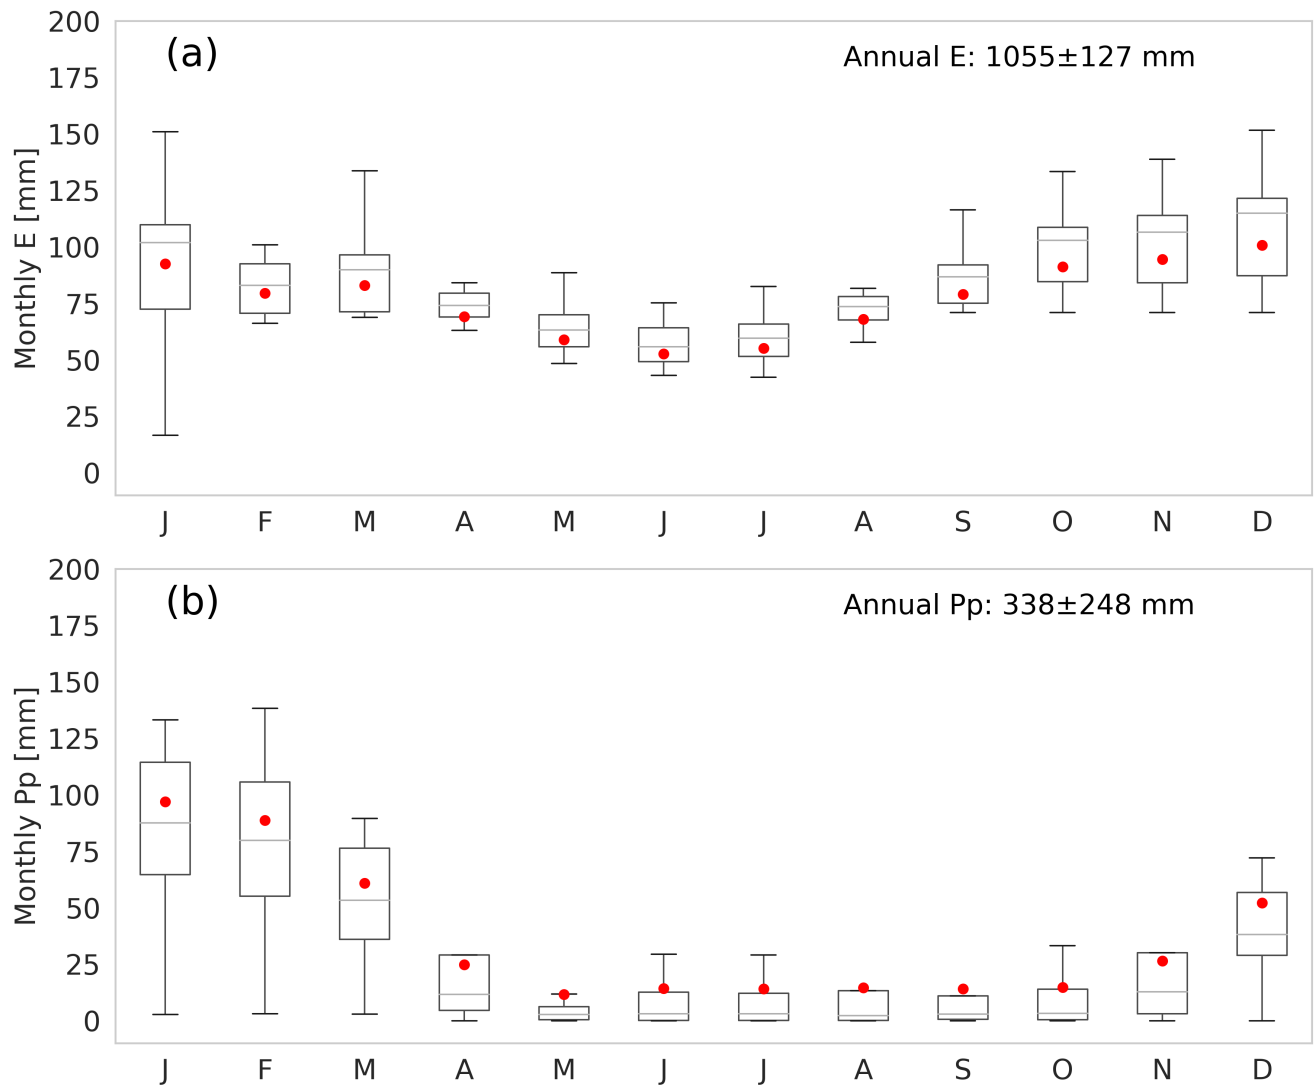 (a)
Annual E: 1055±127 mm
Monthly E [mm]
200
175
150
125
100
75
50
25
0
J F M A M J J A S O N D
(b)
Annual Pp: 338±248 mm
Monthly Pp [mm]
200
175
150
125
100
75
50
25
0
J F M A M J J A S O N D